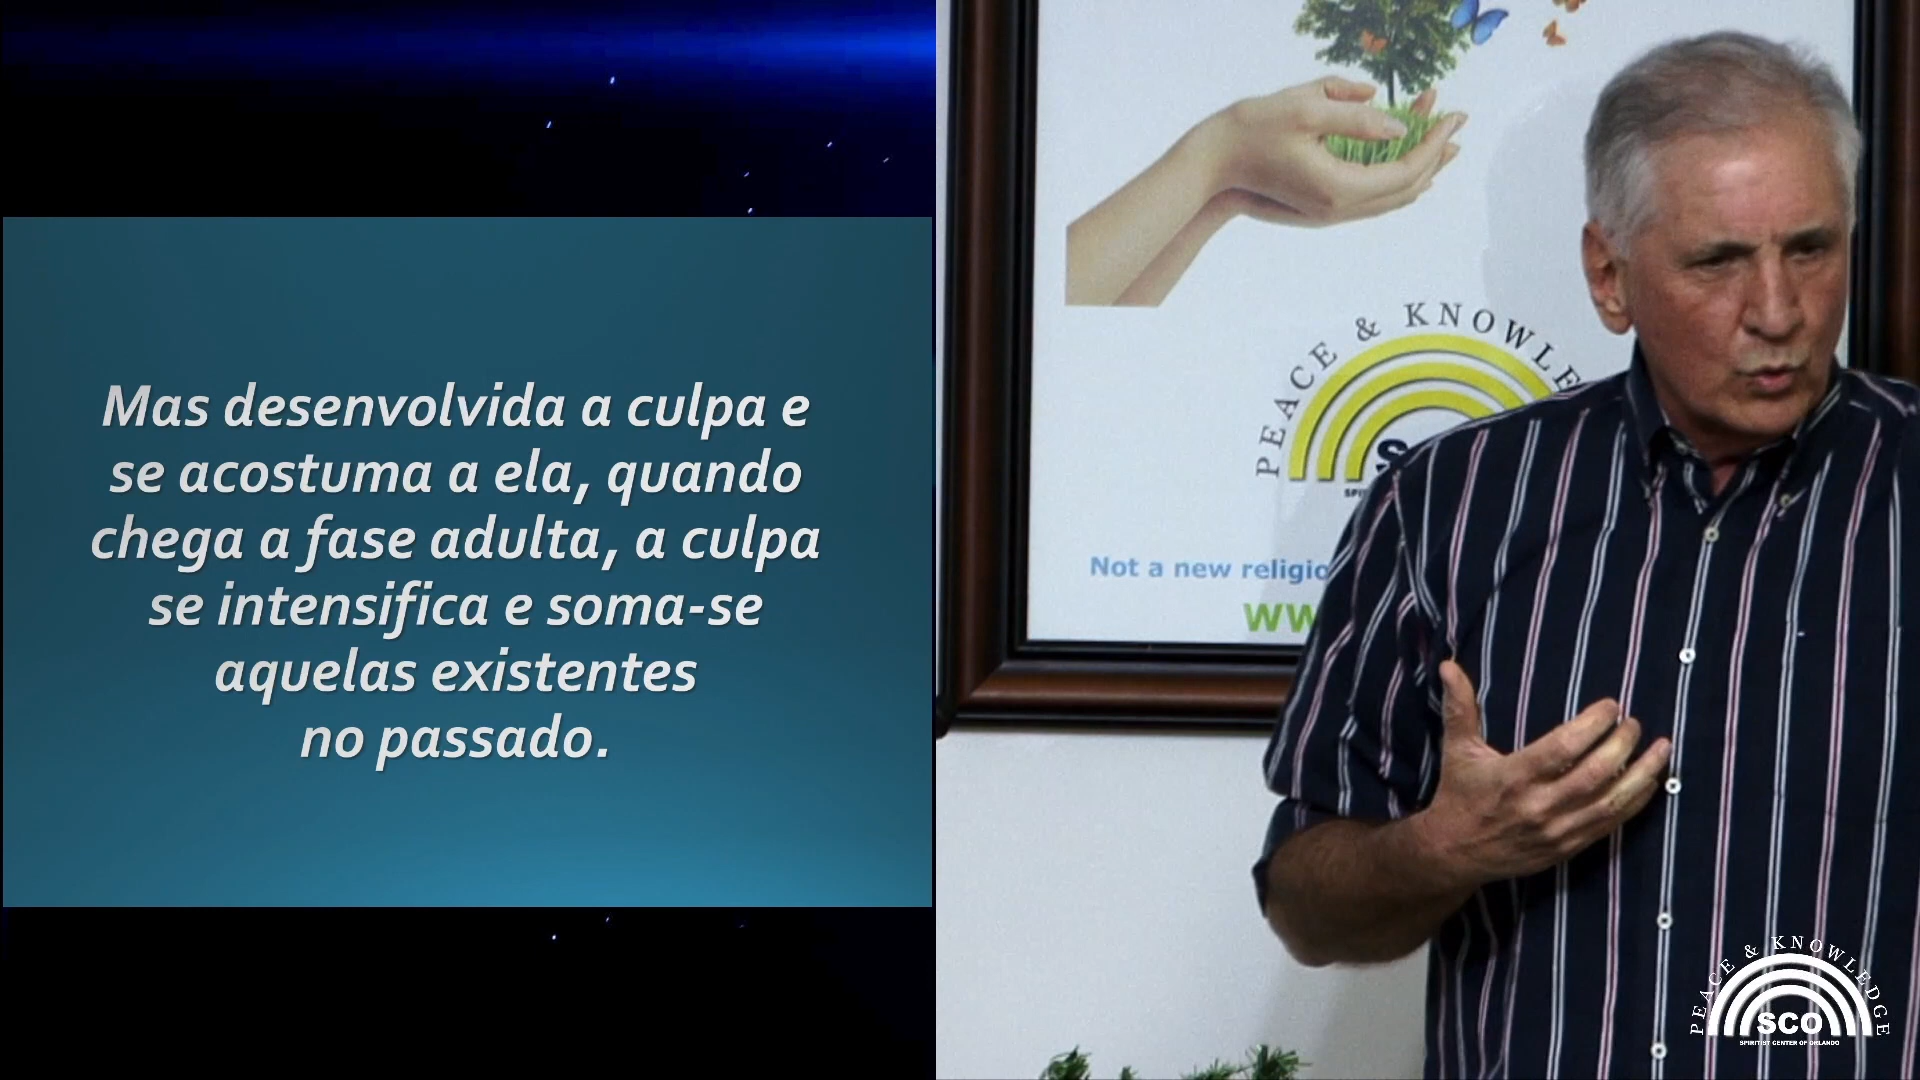 Mas desenvolvida a culpa e
se acostuma a ela, quando
chega a fase adulta, a culpa
se intensifica e soma-se
aquelas existentes
no passado.
PEACE & KNOWLE
Not a new religio
PEACE & KNOWLEDGE
SCO
SPIRITIST CENTER OF ORLANDO